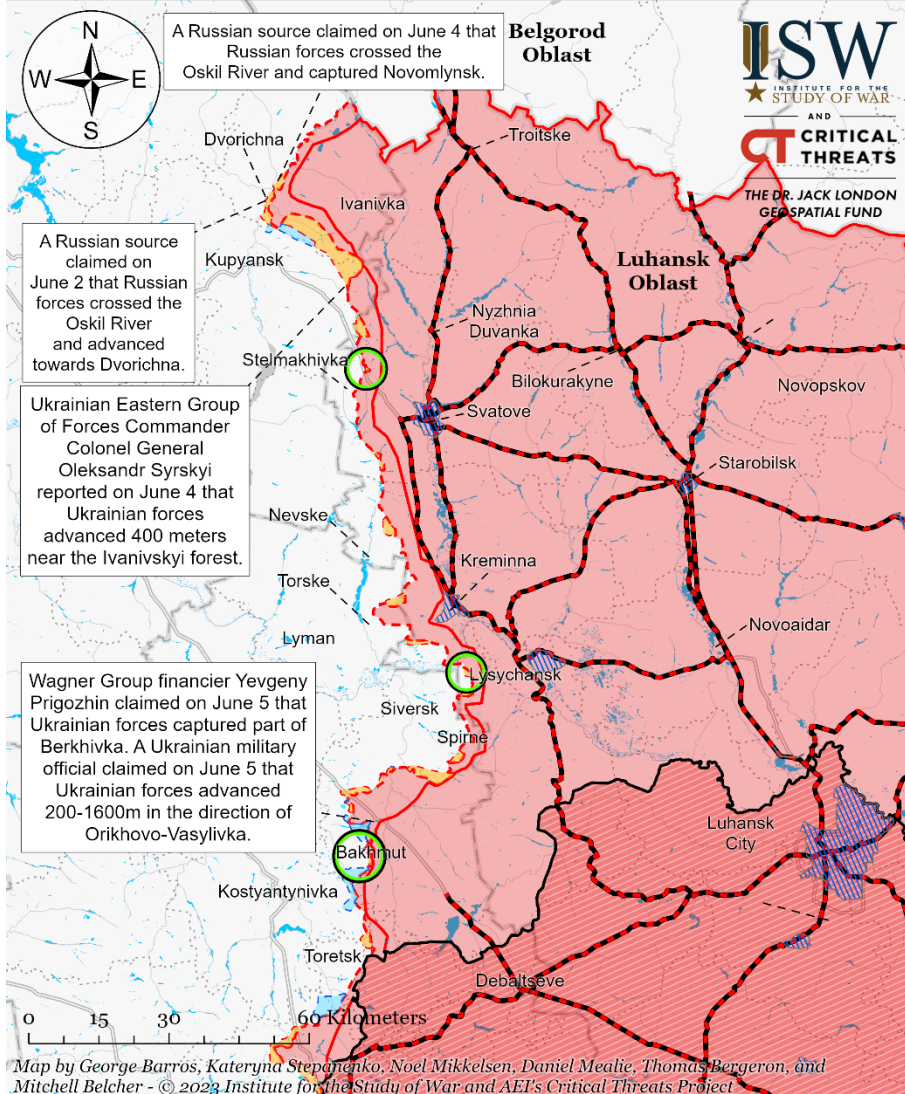 N
W
E
S
A Russian source claimed on June 4 that
Russian forces crossed the
Oskil River and captured Novomlynsk.
Belgorod
Oblast
ISW
INSTITUTE FOR THE
STUDY OF WAR
AND
CT CRITICAL
THREATS
THE DR. JACK LONDON
GEOSPATIAL FUND
Dvorichna
Troitske
Ivanivka
A Russian source
claimed on
June 2 that Russian
forces crossed the
Oskil River
and advanced
towards Dvorichna.
Kupyansk
Luhansk
Oblast
Nyzhnia
Duvanka
Stelmakhivka
Bilokurakyne
Novopskov
Svatove
Ukrainian Eastern Group
of Forces Commander
Colonel General
Oleksandr Syrskyi
reported on June 4 that
Ukrainian forces
advanced 400 meters
near the Ivanivskyi forest.
Starobilsk
Nevske
Kreminna
Torske
Lyman
Novoaidar
Wagner Group financier Yevgeny
Prigozhin claimed on June 5 that
Ukrainian forces captured part of
Berkhivka. A Ukrainian military
official claimed on June 5 that
Ukrainian forces advanced
200-1600m in the direction of
Orikhovo-Vasylivka.
Lysychansk
Siversk
Spirne
Luhansk
City
Bakhmut
Kostyantynivka
Toretsk
Debaltseve
0 15 30 60 Kilometers
Map by George Barros, Kateryna Stepanenko, Noel Mikkelsen, Daniel Mealie, Thomas Bergeron, and
Mitchell Belcher - © 2023 Institute for the Study of War and AEI's Critical Threats Project